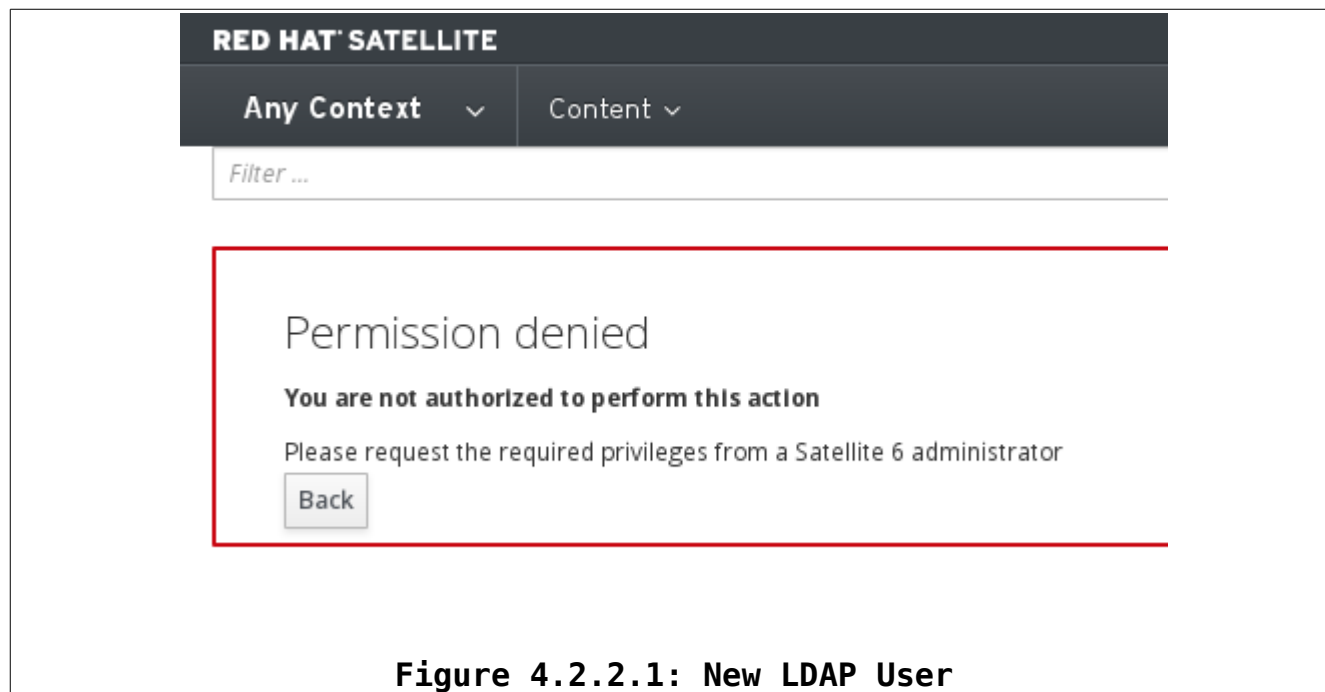 RED HAT® SATELLITE
Any Context
Content
Filter ...
Permission denied
You are not authorized to perform this action
Please request the required privileges from a Satellite 6 administrator
Back
Figure 4.2.2.1: New LDAP User